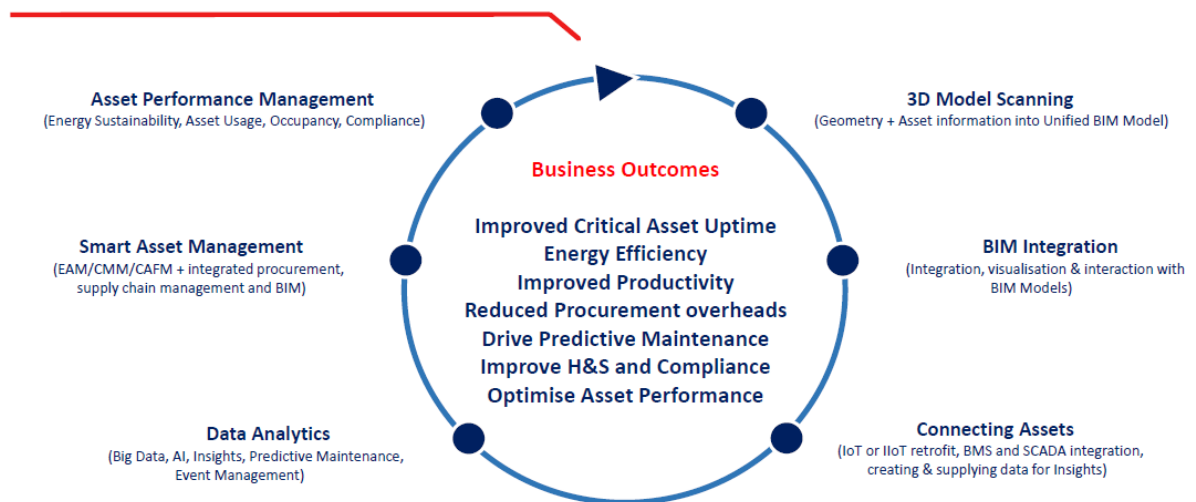 Asset Performance Management
(Energy Sustainability, Asset Usage, Occupancy, Compliance)
3D Model Scanning
(Geometry + Asset information into Unified BIM Model)
Business Outcomes
Improved Critical Asset Uptime
Energy Efficiency
Improved Productivity
Reduced Procurement overheads
Drive Predictive Maintenance
Improve H&S and Compliance
Optimise Asset Performance
Smart Asset Management
(EAM/CMM/CAFM + integrated procurement,
supply chain management and BIM)
BIM Integration
(Integration, visualisation & interaction with
BIM Models)
Data Analytics
(Big Data, AI, Insights, Predictive Maintenance,
Event Management)
Connecting Assets
(IoT or IIoT retrofit, BMS and SCADA integration,
creating & supplying data for Insights)